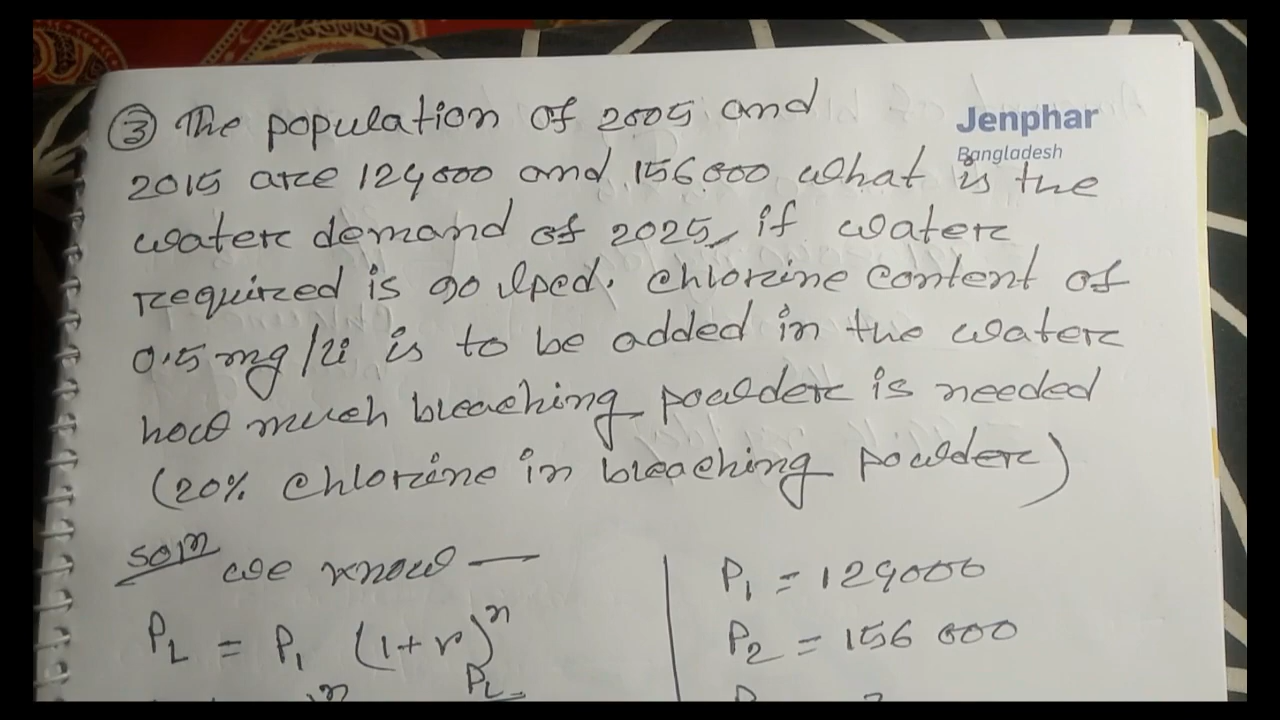 ③ The population of 2005 and
Jenphar
Bangladesh
2015 are 124000 and 156000 what is the
water demand of 2025, if water
required is 90 lped. chlorine content of
0.5 mg/li is to be added in the water
how much bleaching powder is needed
(20% chlorine in bleaching powder)
soln we know —
P₂ = P₁ (1+r)ⁿ
P₁ = 124000
P₂ = 156 000